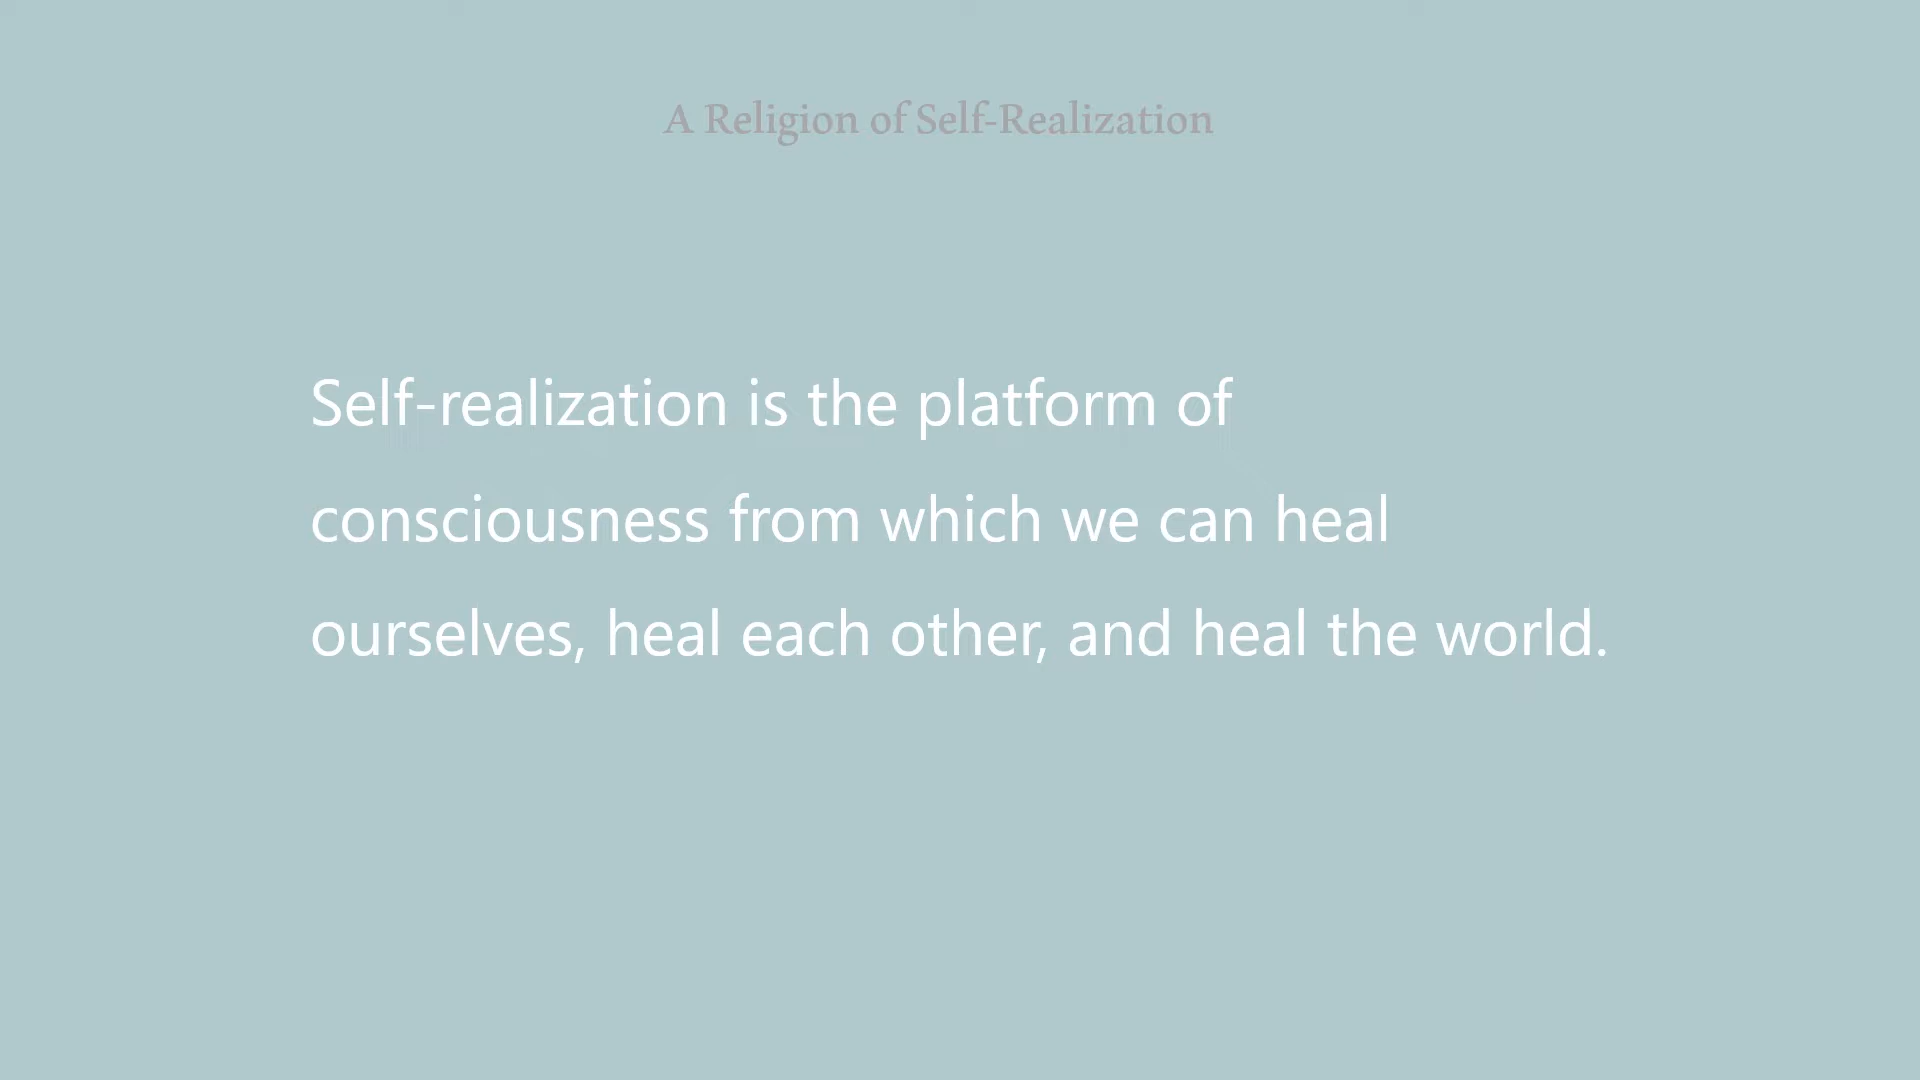 A Religion of Self-Realization
Self-realization is the platform of
consciousness from which we can heal
ourselves, heal each other, and heal the world.